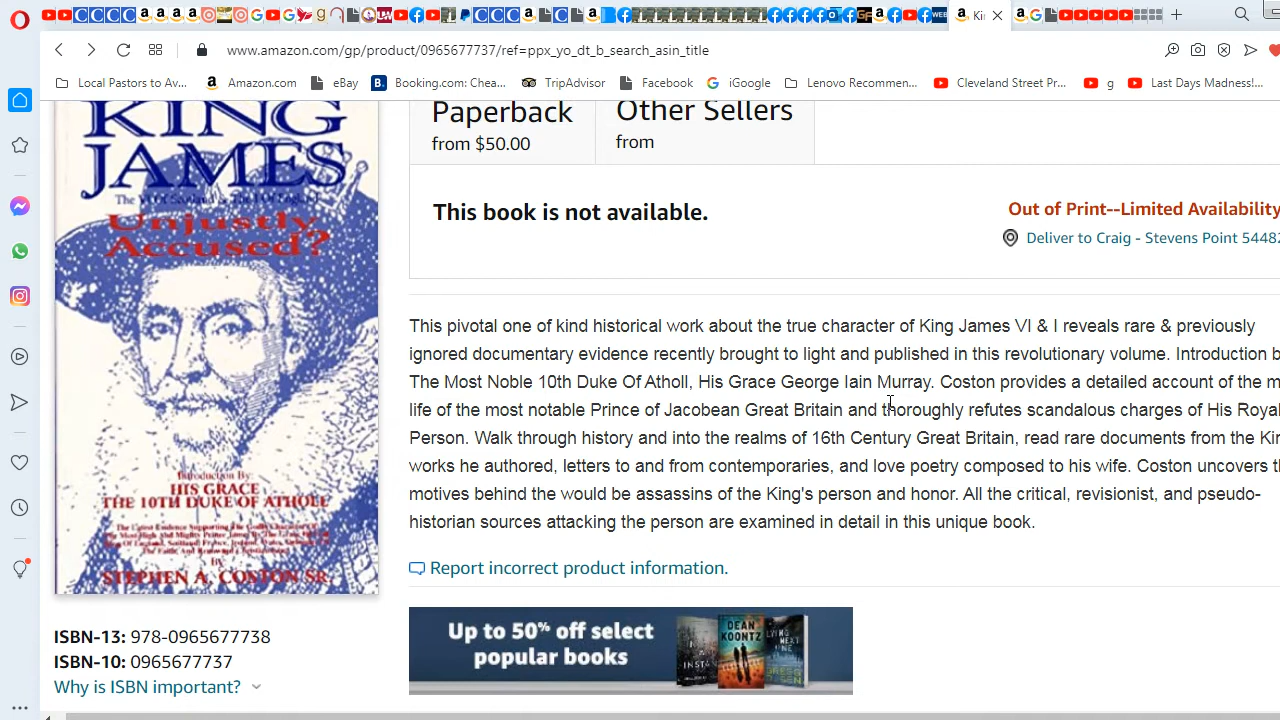 www.amazon.com/gp/product/0965677737/ref=ppx_yo_dt_b_search_asin_title
Local Pastors to Av... Amazon.com eBay Booking.com: Chea... TripAdvisor Facebook iGoogle Lenovo Recommen... Cleveland Street Pr... g Last Days Madness!...
KING
JAMES
The VI Of Scotland & The I Of England
Unjustly
Accused?
Introduction By:
HIS GRACE
THE 10TH DUKE OF ATHOLL
By
STEPHEN A. COSTON SR.
ISBN-13: 978-0965677738
ISBN-10: 0965677737
Why is ISBN important?
Paperback
from $50.00
Other Sellers
from
This book is not available.
Out of Print--Limited Availability
Deliver to Craig - Stevens Point 54482
This pivotal one of kind historical work about the true character of King James VI & I reveals rare & previously
ignored documentary evidence recently brought to light and published in this revolutionary volume. Introduction b
The Most Noble 10th Duke Of Atholl, His Grace George Iain Murray. Coston provides a detailed account of the m
life of the most notable Prince of Jacobean Great Britain and thoroughly refutes scandalous charges of His Royal
Person. Walk through history and into the realms of 16th Century Great Britain, read rare documents from the Kin
works he authored, letters to and from contemporaries, and love poetry composed to his wife. Coston uncovers t
motives behind the would be assassins of the King's person and honor. All the critical, revisionist, and pseudo-
historian sources attacking the person are examined in detail in this unique book.
Report incorrect product information.
Up to 50% off select
popular books
DEAN
KOONTZ